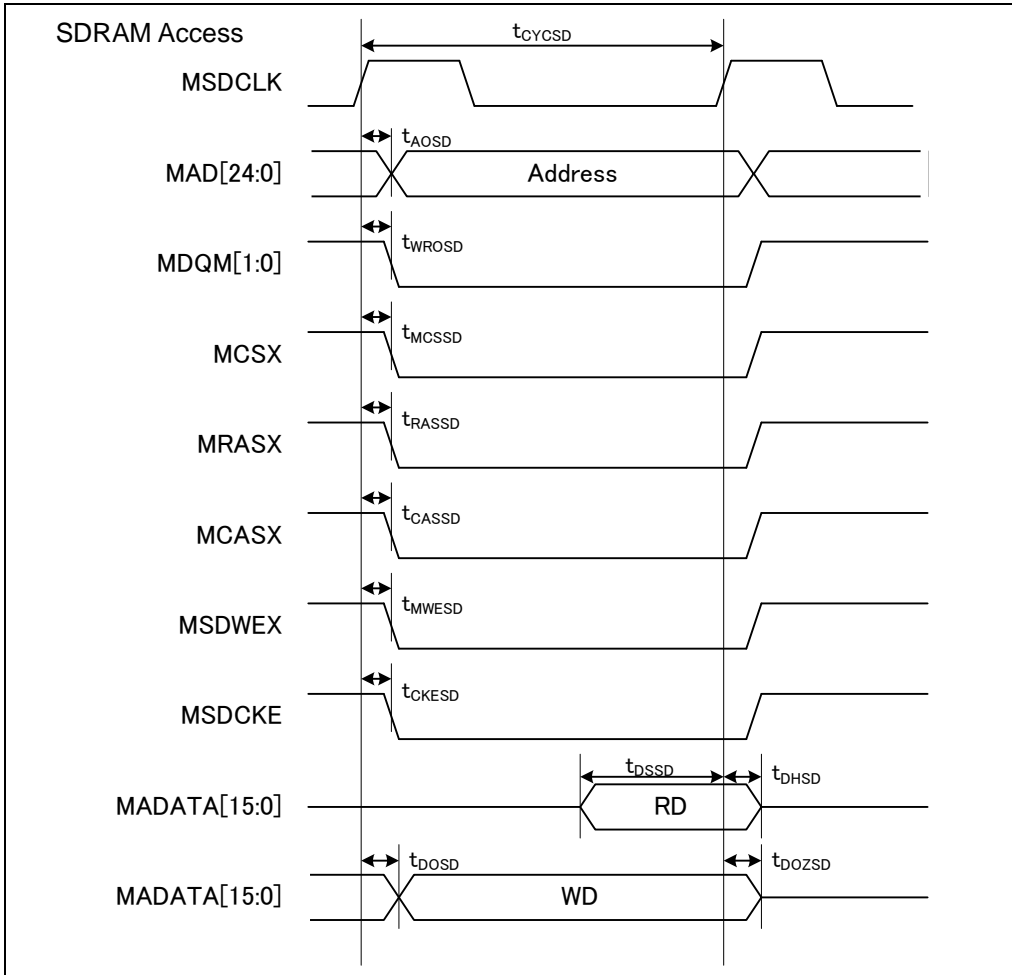 SDRAM Access
tCYCSD
MSDCLK
tAOSD
MAD[24:0]
Address
tWROSD
MDQM[1:0]
tMCSSD
MCSX
tRASSD
MRASX
tCASSD
MCASX
tMWESD
MSDWEX
tCKESD
MSDCKE
tDSSD
tDHSD
MADATA[15:0]
RD
tDOSD
tDOZSD
MADATA[15:0]
WD